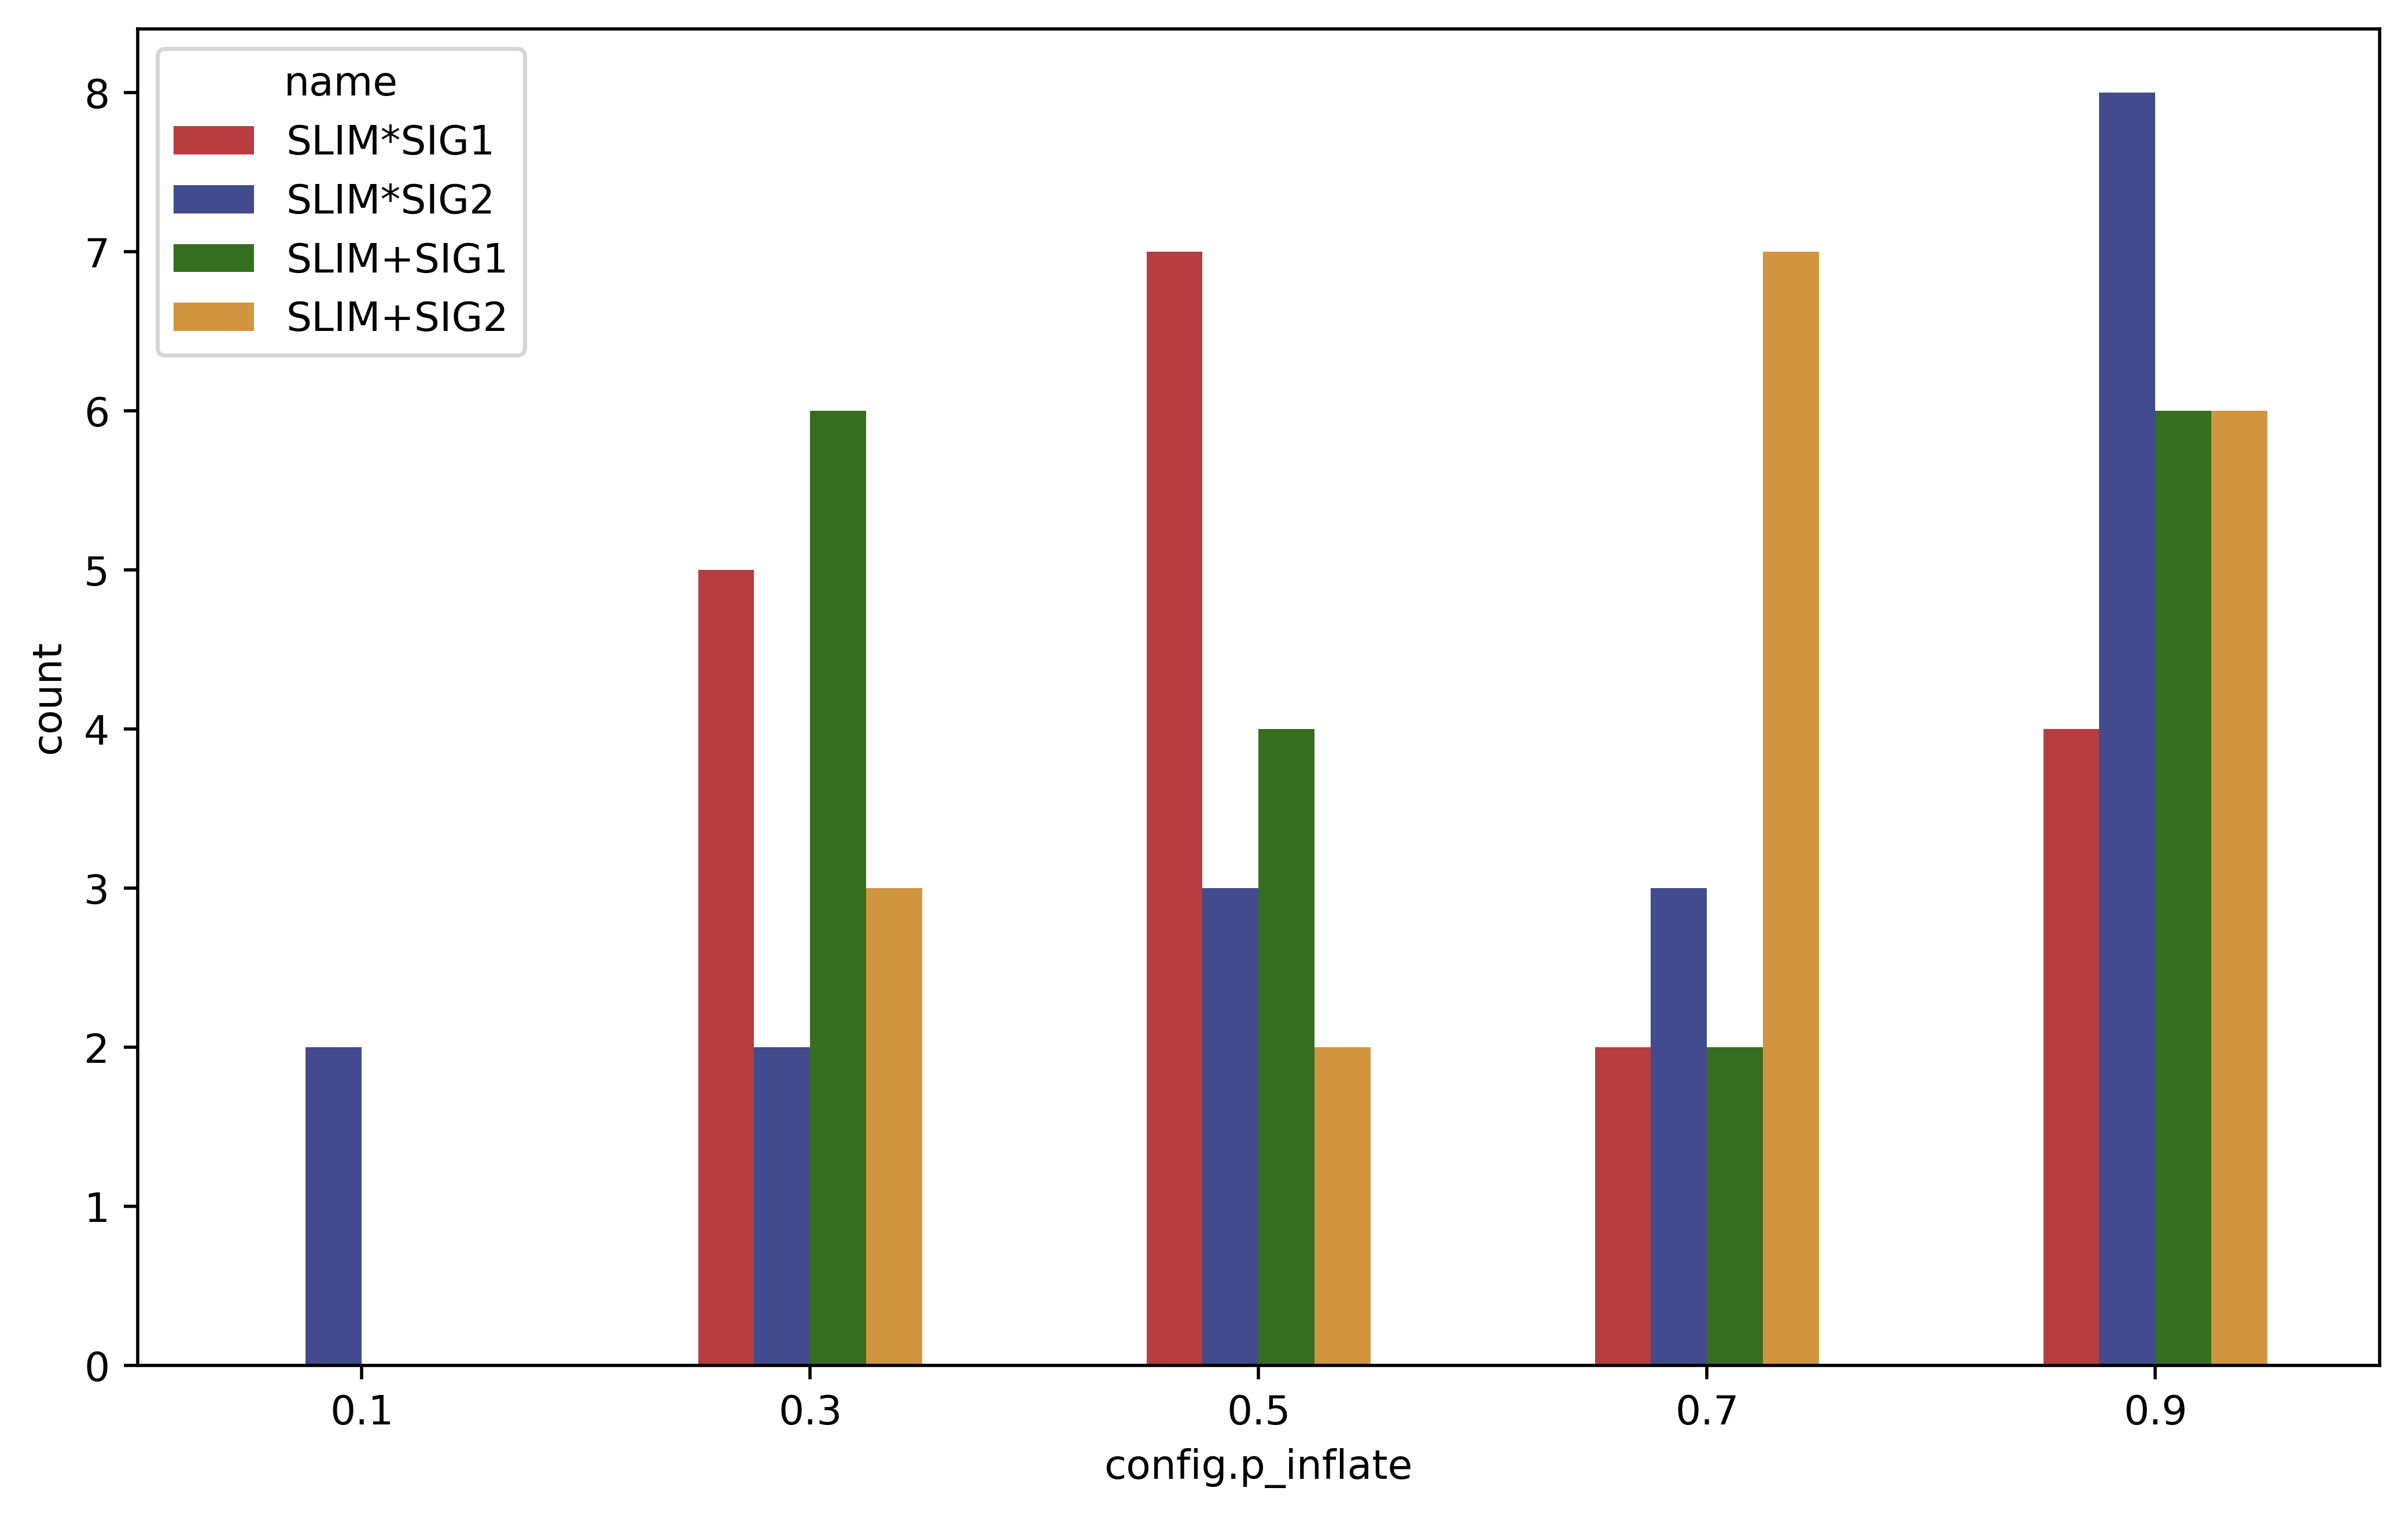 name
SLIM*SIG1
SLIM*SIG2
SLIM+SIG1
SLIM+SIG2
8
7
6
5
4
3
2
1
0
count
0.1 0.3 0.5 0.7 0.9
config.p_inflate